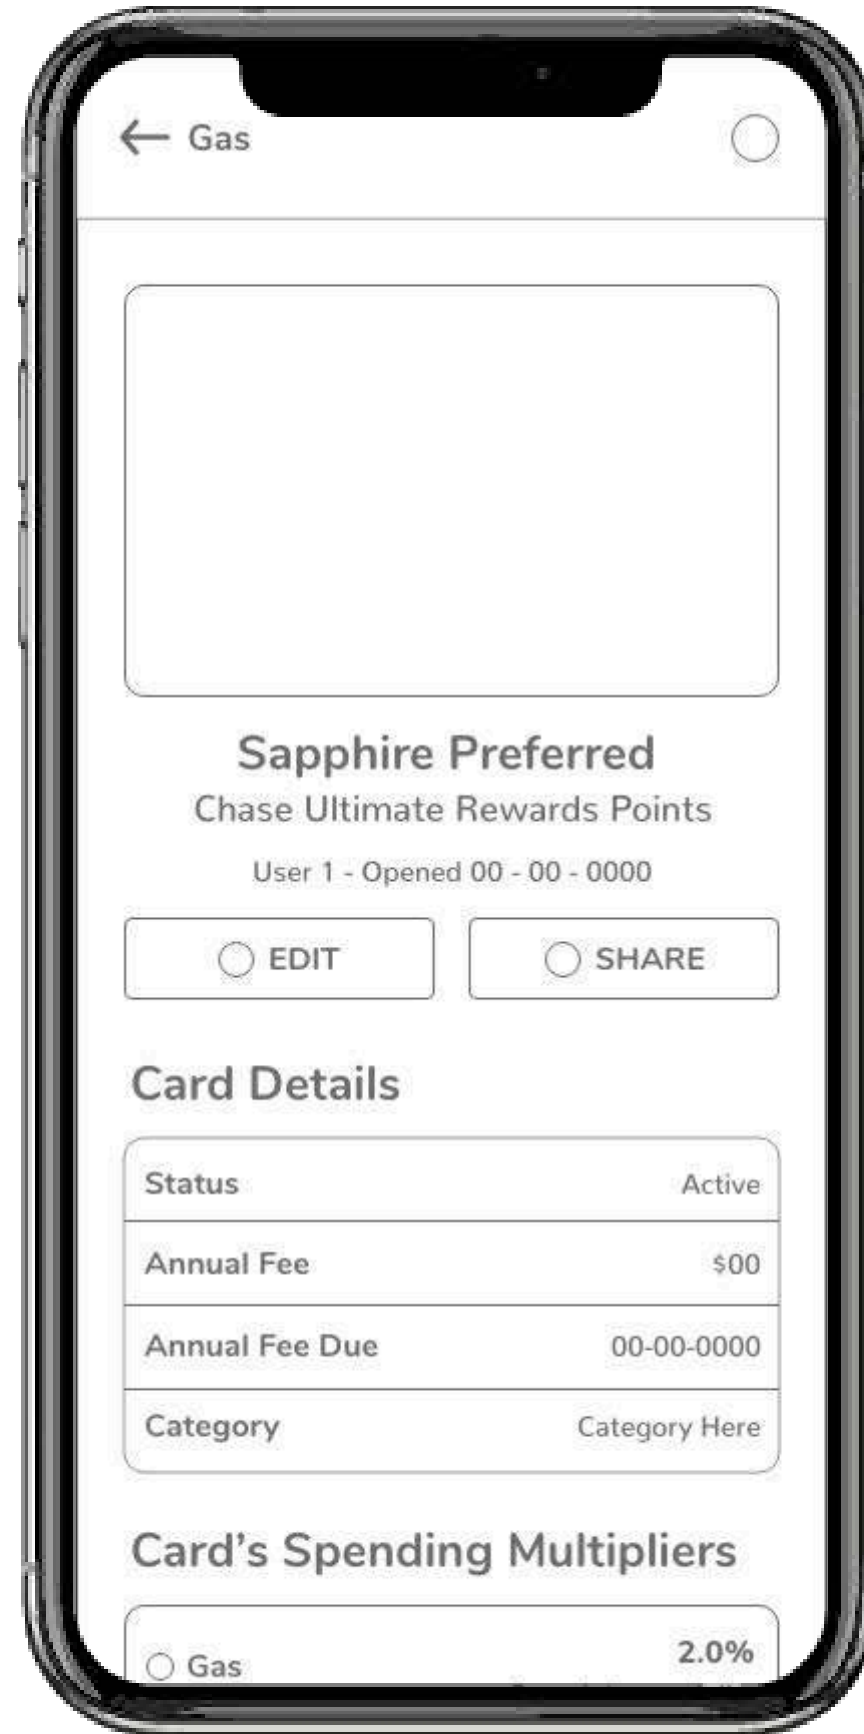 Gas
Sapphire Preferred
Chase Ultimate Rewards Points
User 1 - Opened 00 - 00 - 0000
EDIT
SHARE
Card Details
Status Active
Annual Fee $00
Annual Fee Due 00-00-0000
Category Category Here
Card’s Spending Multipliers
Gas 2.0%